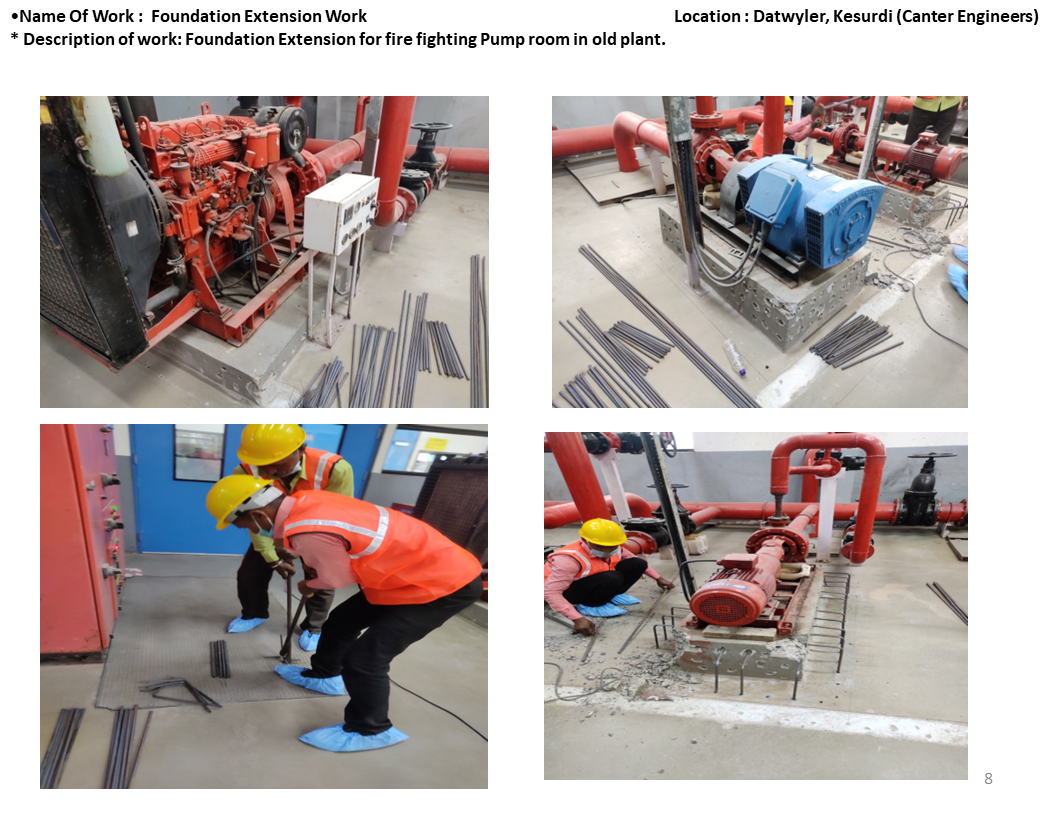 •Name Of Work :  Foundation Extension Work
Location : Datwyler, Kesurdi (Canter Engineers)
* Description of work: Foundation Extension for fire fighting Pump room in old plant.
8